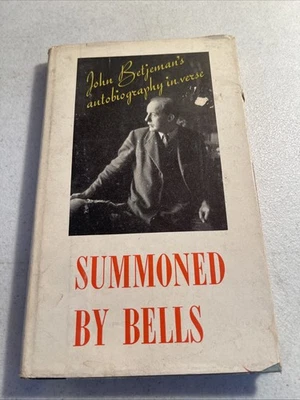 John Betjeman's
autobiography in verse
SUMMONED
BY BELLS